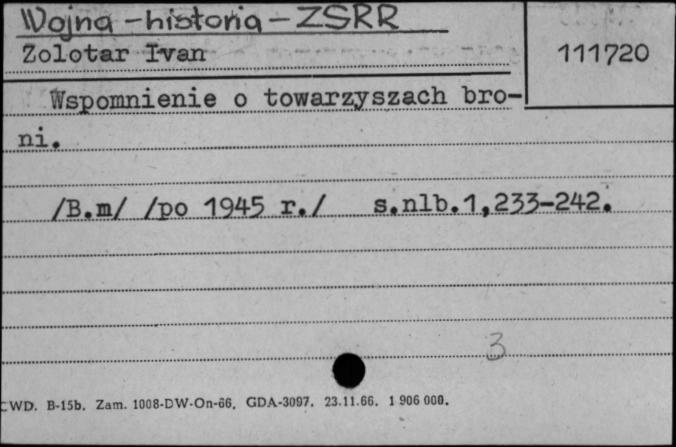 Wojna - historia - ZSRR
Zolotar Ivan
111720
Wspomnienie o towarzyszach bro-
ni.
/B.m/ /po 1945 r./ s.nlb.1,233-242.
3
CWD. B-15b. Zam. 1008-DW-On-66. GDA-3097. 23.11.66. 1 906 000.